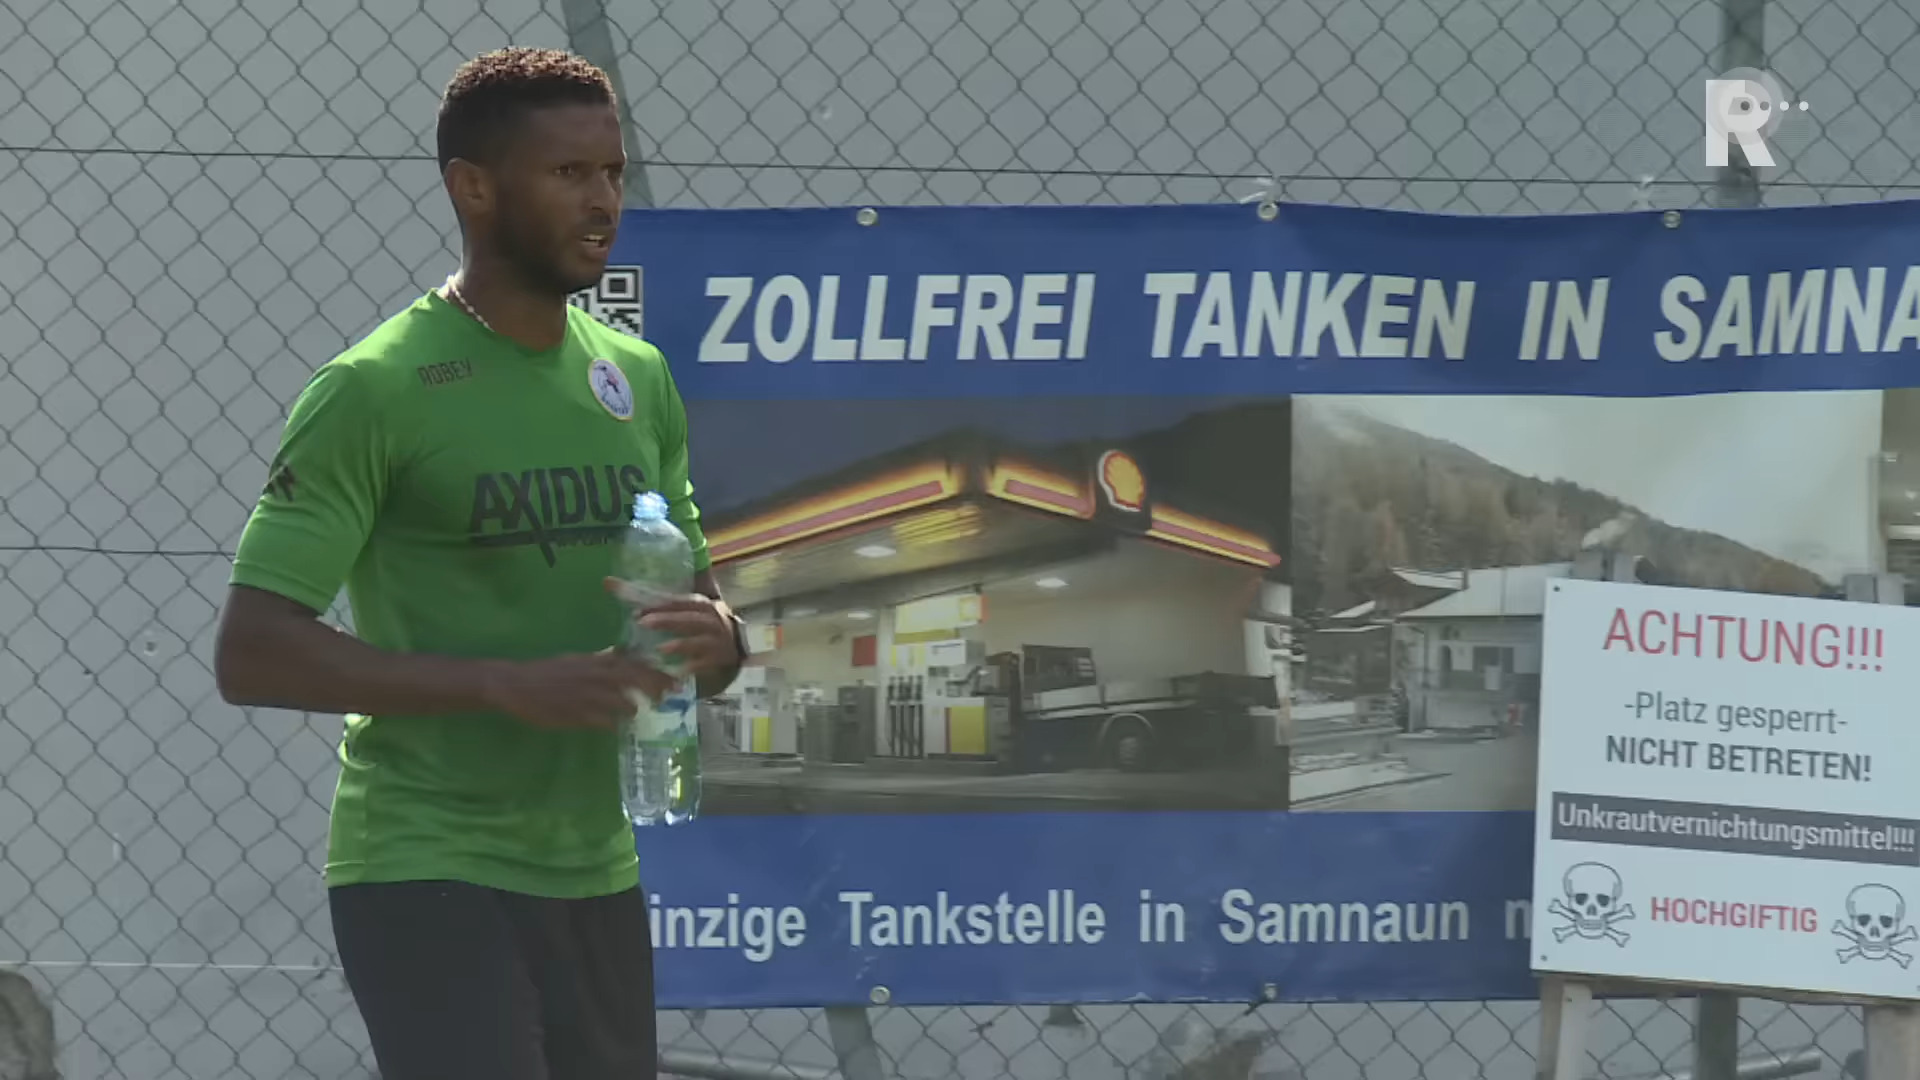 R
ZOLLFREI TANKEN IN SAMNA
ROBEY
AXIDUS
inzige Tankstelle in Samnaun
ACHTUNG!!!
-Platz gesperrt-
NICHT BETRETEN!
Unkrautvernichtungsmittel!!!
HOCHGIFTIG